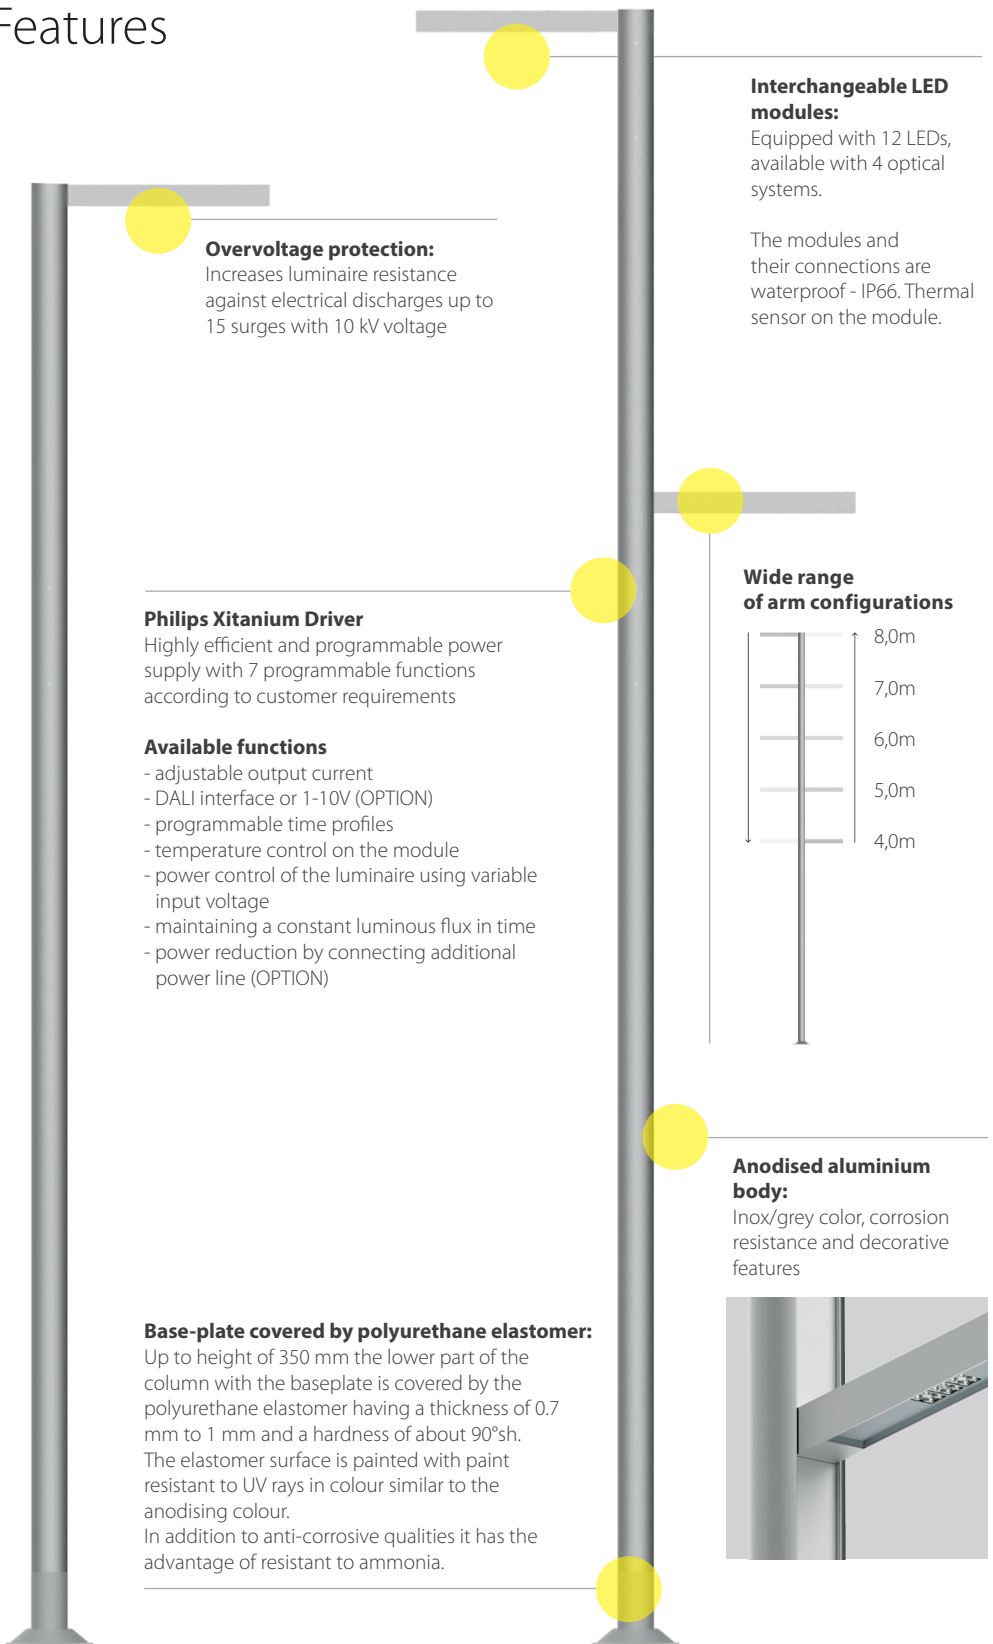 Features
Interchangeable LED
modules:
Equipped with 12 LEDs,
available with 4 optical
systems.
The modules and
their connections are
waterproof - IP66. Thermal
sensor on the module.
Overvoltage protection:
Increases luminaire resistance
against electrical discharges up to
15 surges with 10 kV voltage
Philips Xitanium Driver
Highly efficient and programmable power
supply with 7 programmable functions
according to customer requirements
Available functions
- adjustable output current
- DALI interface or 1-10V (OPTION)
- programmable time profiles
- temperature control on the module
- power control of the luminaire using variable
input voltage
- maintaining a constant luminous flux in time
- power reduction by connecting additional
power line (OPTION)
Wide range
of arm configurations
8,0m
7,0m
6,0m
5,0m
4,0m
Anodised aluminium
body:
Inox/grey color, corrosion
resistance and decorative
features
Base-plate covered by polyurethane elastomer:
Up to height of 350 mm the lower part of the
column with the baseplate is covered by the
polyurethane elastomer having a thickness of 0.7
mm to 1 mm and a hardness of about 90°sh.
The elastomer surface is painted with paint
resistant to UV rays in colour similar to the
anodising colour.
In addition to anti-corrosive qualities it has the
advantage of resistant to ammonia.